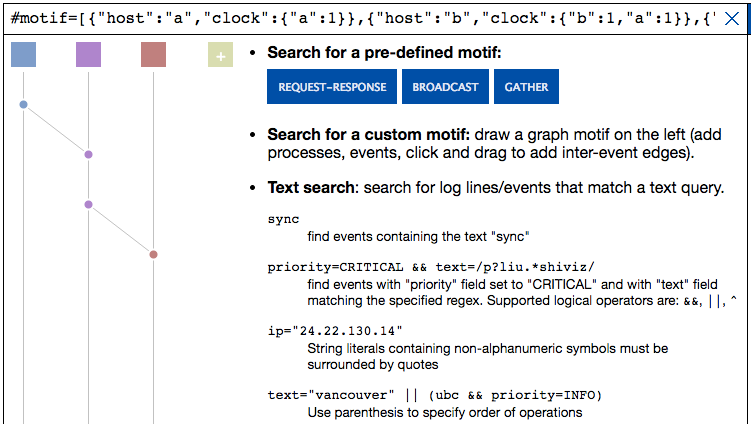 #motif=[{"host":"a","clock":{"a":1}},{"host":"b","clock":{"b":1,"a":1}},{' X
+
• Search for a pre-defined motif:
REQUEST-RESPONSE BROADCAST GATHER
• Search for a custom motif: draw a graph motif on the left (add
processes, events, click and drag to add inter-event edges).
• Text search: search for log lines/events that match a text query.
sync
find events containing the text "sync"
priority=CRITICAL && text=/p?liu.*shiviz/
find events with "priority" field set to "CRITICAL" and with "text" field
matching the specified regex. Supported logical operators are: &&, ||, ^
ip="24.22.130.14"
String literals containing non-alphanumeric symbols must be
surrounded by quotes
text="vancouver" || (ubc && priority=INFO)
Use parenthesis to specify order of operations